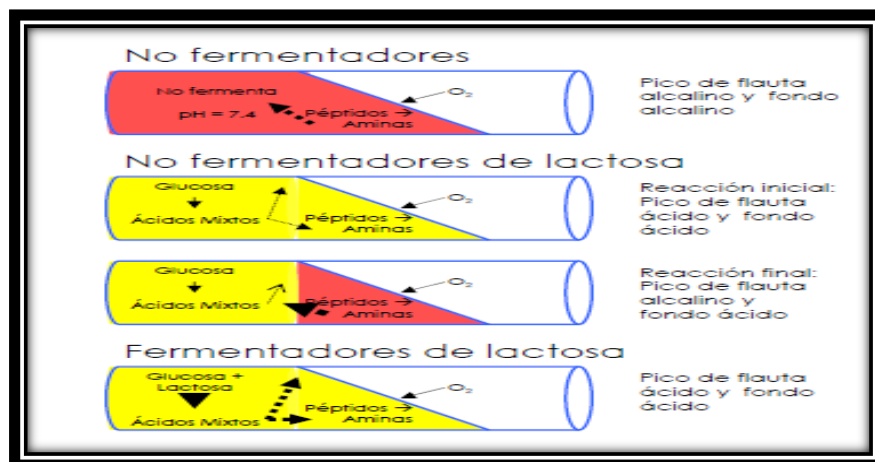 No fermentadores
No fermenta
pH = 7.4
Péptidos →
Aminas
O₂
Pico de flauta
alcalino y fondo
alcalino
No fermentadores de lactosa
Glucosa
Ácidos Mixtos
Péptidos →
Aminas
O₂
Reacción inicial:
Pico de flauta
ácido y fondo
ácido
Glucosa
Ácidos Mixtos
Péptidos →
Aminas
O₂
Reacción final:
Pico de flauta
alcalino y
fondo ácido
Fermentadores de lactosa
Glucosa +
Lactosa
Ácidos Mixtos
Péptidos →
Aminas
O₂
Pico de flauta
ácido y fondo
ácido